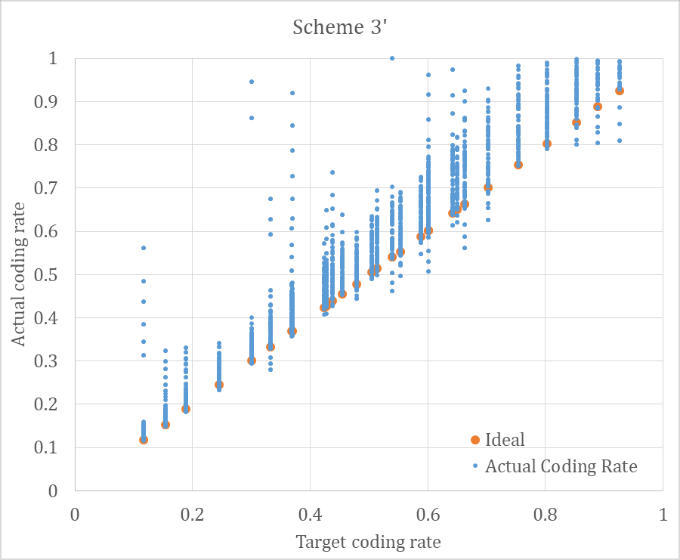 Scheme 3'
1
0.9
0.8
0.7
0.6
0.5
0.4
0.3
0.2
0.1
0
Actual coding rate
Ideal
Actual Coding Rate
0 0.2 0.4 0.6 0.8 1
Target coding rate